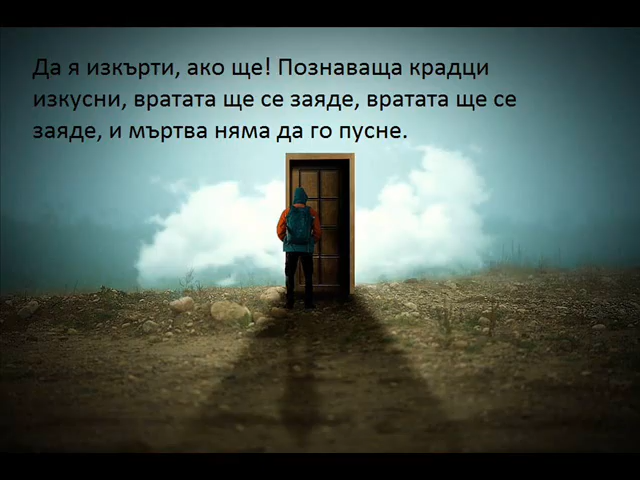 Да я изкърти, ако ще! Познаваща крадци
изкусни, вратата ще се заяде, вратата ще се
заяде, и мъртва няма да го пусне.